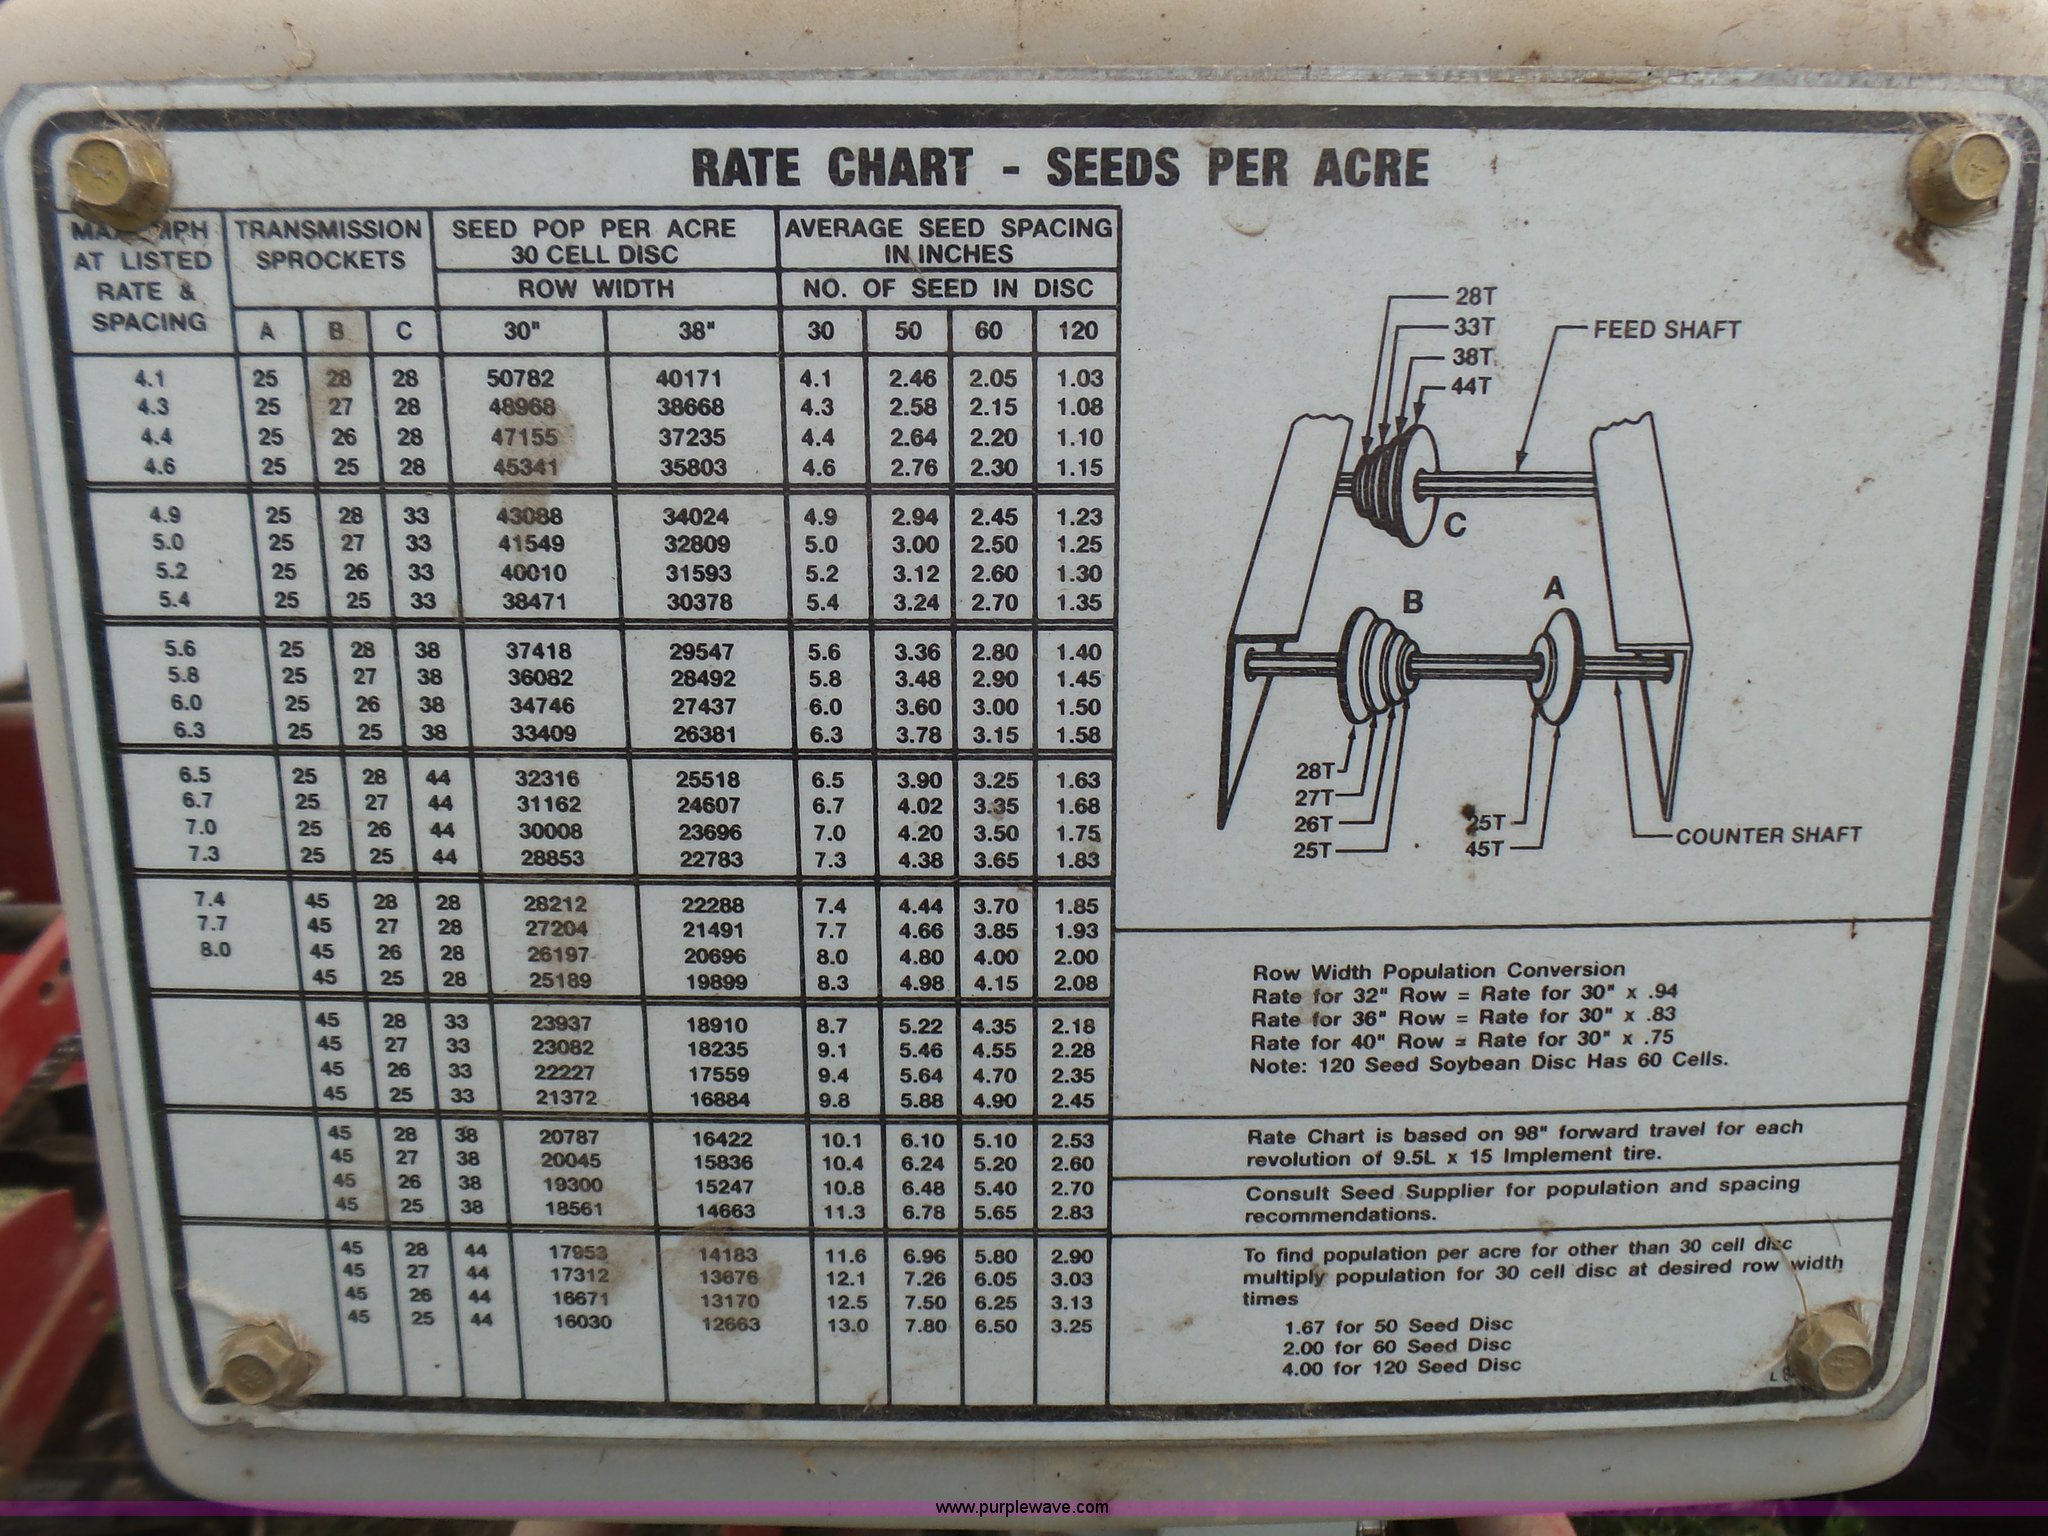 RATE CHART - SEEDS PER ACRE
MAX MPH AT LISTED RATE & SPACING
TRANSMISSION SPROCKETS
SEED POP PER ACRE 30 CELL DISC
AVERAGE SEED SPACING IN INCHES
ROW WIDTH NO. OF SEED IN DISC
A B C 30" 38" 30 50 60 120
4.1 25 28 28 50782 40171 4.1 2.46 2.05 1.03
4.3 25 27 28 48968 38668 4.3 2.58 2.15 1.08
4.4 25 26 28 47155 37235 4.4 2.64 2.20 1.10
4.6 25 25 28 45341 35803 4.6 2.76 2.30 1.15
4.9 25 28 33 43088 34024 4.9 2.94 2.45 1.23
5.0 25 27 33 41549 32809 5.0 3.00 2.50 1.25
5.2 25 26 33 40010 31593 5.2 3.12 2.60 1.30
5.4 25 25 33 38471 30378 5.4 3.24 2.70 1.35
5.6 25 28 38 37418 29547 5.6 3.36 2.80 1.40
5.8 25 27 38 36082 28492 5.8 3.48 2.90 1.45
6.0 25 26 38 34746 27437 6.0 3.60 3.00 1.50
6.3 25 25 38 33409 26381 6.3 3.78 3.15 1.58
6.5 25 28 44 32316 25518 6.5 3.90 3.25 1.63
6.7 25 27 44 31162 24607 6.7 4.02 3.35 1.68
7.0 25 26 44 30008 23696 7.0 4.20 3.50 1.75
7.3 25 25 44 28853 22783 7.3 4.38 3.65 1.83
7.4 45 28 28 28212 22288 7.4 4.44 3.70 1.85
7.7 45 27 28 27204 21491 7.7 4.66 3.85 1.93
8.0 45 26 28 26197 20696 8.0 4.80 4.00 2.00
45 25 28 25189 19899 8.3 4.98 4.15 2.08
45 28 33 23937 18910 8.7 5.22 4.35 2.18
45 27 33 23082 18235 9.1 5.46 4.55 2.28
45 26 33 22227 17559 9.4 5.64 4.70 2.35
45 25 33 21372 16884 9.8 5.88 4.90 2.45
45 28 38 20787 16422 10.1 6.10 5.10 2.53
45 27 38 20045 15836 10.4 6.24 5.20 2.60
45 26 38 19300 15247 10.8 6.48 5.40 2.70
45 25 38 18561 14663 11.3 6.78 5.65 2.83
45 28 44 17953 14183 11.6 6.96 5.80 2.90
45 27 44 17312 13676 12.1 7.26 6.05 3.03
45 26 44 16671 13170 12.5 7.50 6.25 3.13
45 25 44 16030 12663 13.0 7.80 6.50 3.25
28T
33T
38T
44T
FEED SHAFT
C
B
A
28T
27T
26T
25T
25T
45T
COUNTER SHAFT
Row Width Population Conversion
Rate for 32" Row = Rate for 30" x .94
Rate for 36" Row = Rate for 30" x .83
Rate for 40" Row = Rate for 30" x .75
Note: 120 Seed Soybean Disc Has 60 Cells.
Rate Chart is based on 98" forward travel for each
revolution of 9.5L x 15 Implement tire.
Consult Seed Supplier for population and spacing
recommendations.
To find population per acre for other than 30 cell disc
multiply population for 30 cell disc at desired row width
times
1.67 for 50 Seed Disc
2.00 for 60 Seed Disc
4.00 for 120 Seed Disc
www.purplewave.com